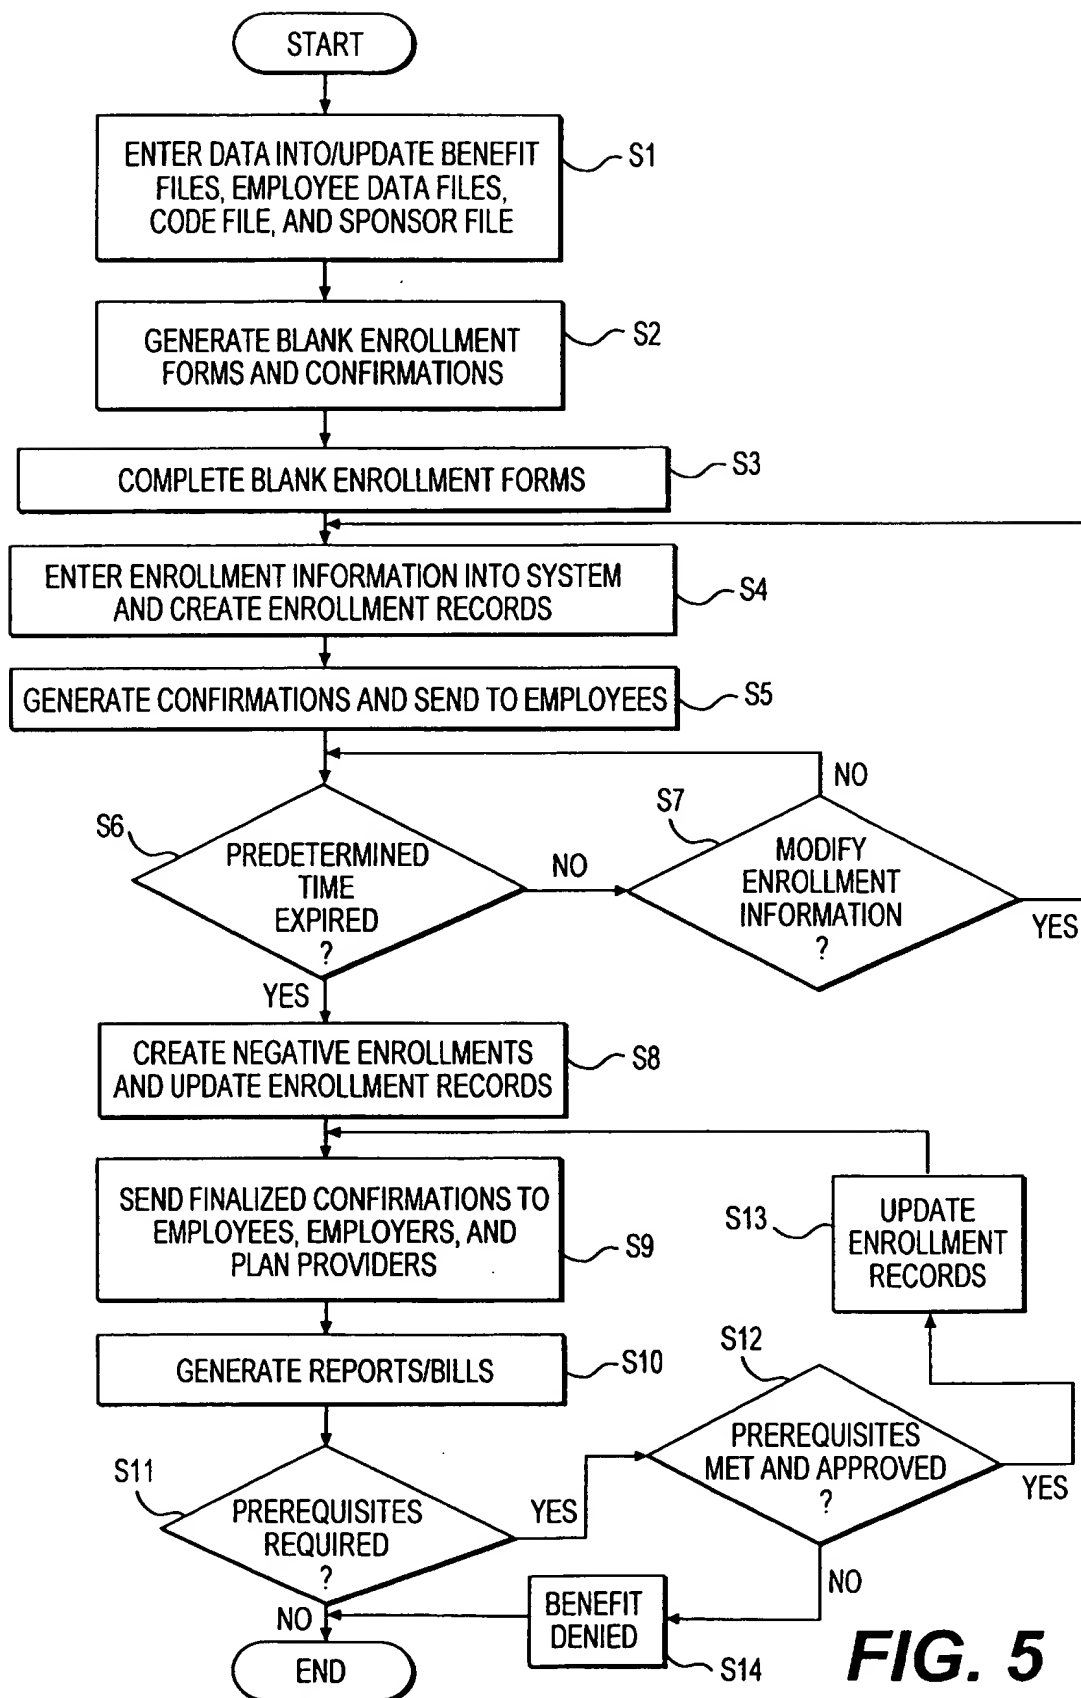 START
ENTER DATA INTO/UPDATE BENEFIT
FILES, EMPLOYEE DATA FILES,
CODE FILE, AND SPONSOR FILE
S1
GENERATE BLANK ENROLLMENT
FORMS AND CONFIRMATIONS
S2
COMPLETE BLANK ENROLLMENT FORMS
S3
ENTER ENROLLMENT INFORMATION INTO SYSTEM
AND CREATE ENROLLMENT RECORDS
S4
GENERATE CONFIRMATIONS AND SEND TO EMPLOYEES
S5
S6
PREDETERMINED
TIME
EXPIRED
?
NO
YES
S7
MODIFY
ENROLLMENT
INFORMATION
?
NO
YES
CREATE NEGATIVE ENROLLMENTS
AND UPDATE ENROLLMENT RECORDS
S8
SEND FINALIZED CONFIRMATIONS TO
EMPLOYEES, EMPLOYERS, AND
PLAN PROVIDERS
S9
S13
UPDATE
ENROLLMENT
RECORDS
GENERATE REPORTS/BILLS
S10
S11
PREREQUISITES
REQUIRED
?
YES
NO
S12
PREREQUISITES
MET AND APPROVED
?
YES
NO
BENEFIT
DENIED
S14
END
FIG. 5